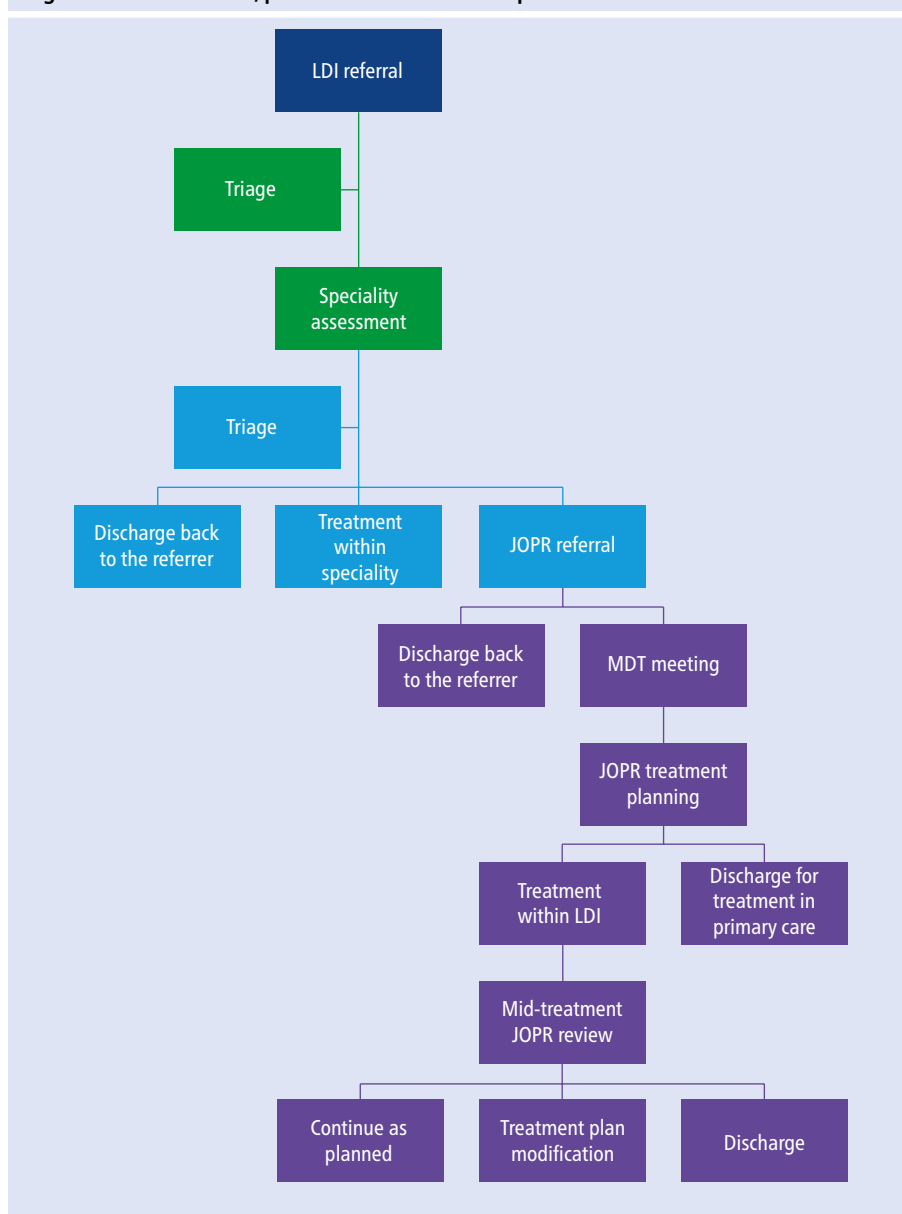 LDI referral
Triage
Speciality
assessment
Triage
Discharge back
to the referrer
Treatment
within
speciality
JOPR referral
Discharge back
to the referrer
MDT meeting
JOPR treatment
planning
Treatment
within LDI
Discharge for
treatment in
primary care
Mid-treatment
JOPR review
Continue as
planned
Treatment plan
modification
Discharge